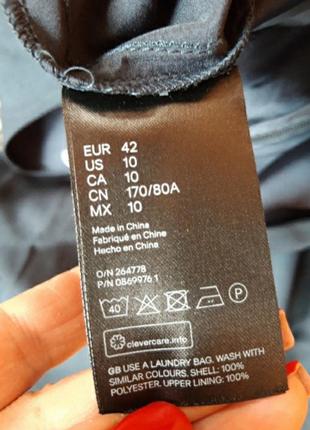 EUR 42
US 10
CA 10
CN 170/80A
MX 10
Made in China
Fabriqué en Chine
Hecho en China
O/N 264778
P/N 0869976 1
40 P
clevercare.info
GB USE A LAUNDRY BAG. WASH WITH
SIMILAR COLOURS. SHELL: 100%
POLYESTER. UPPER LINING: 100%